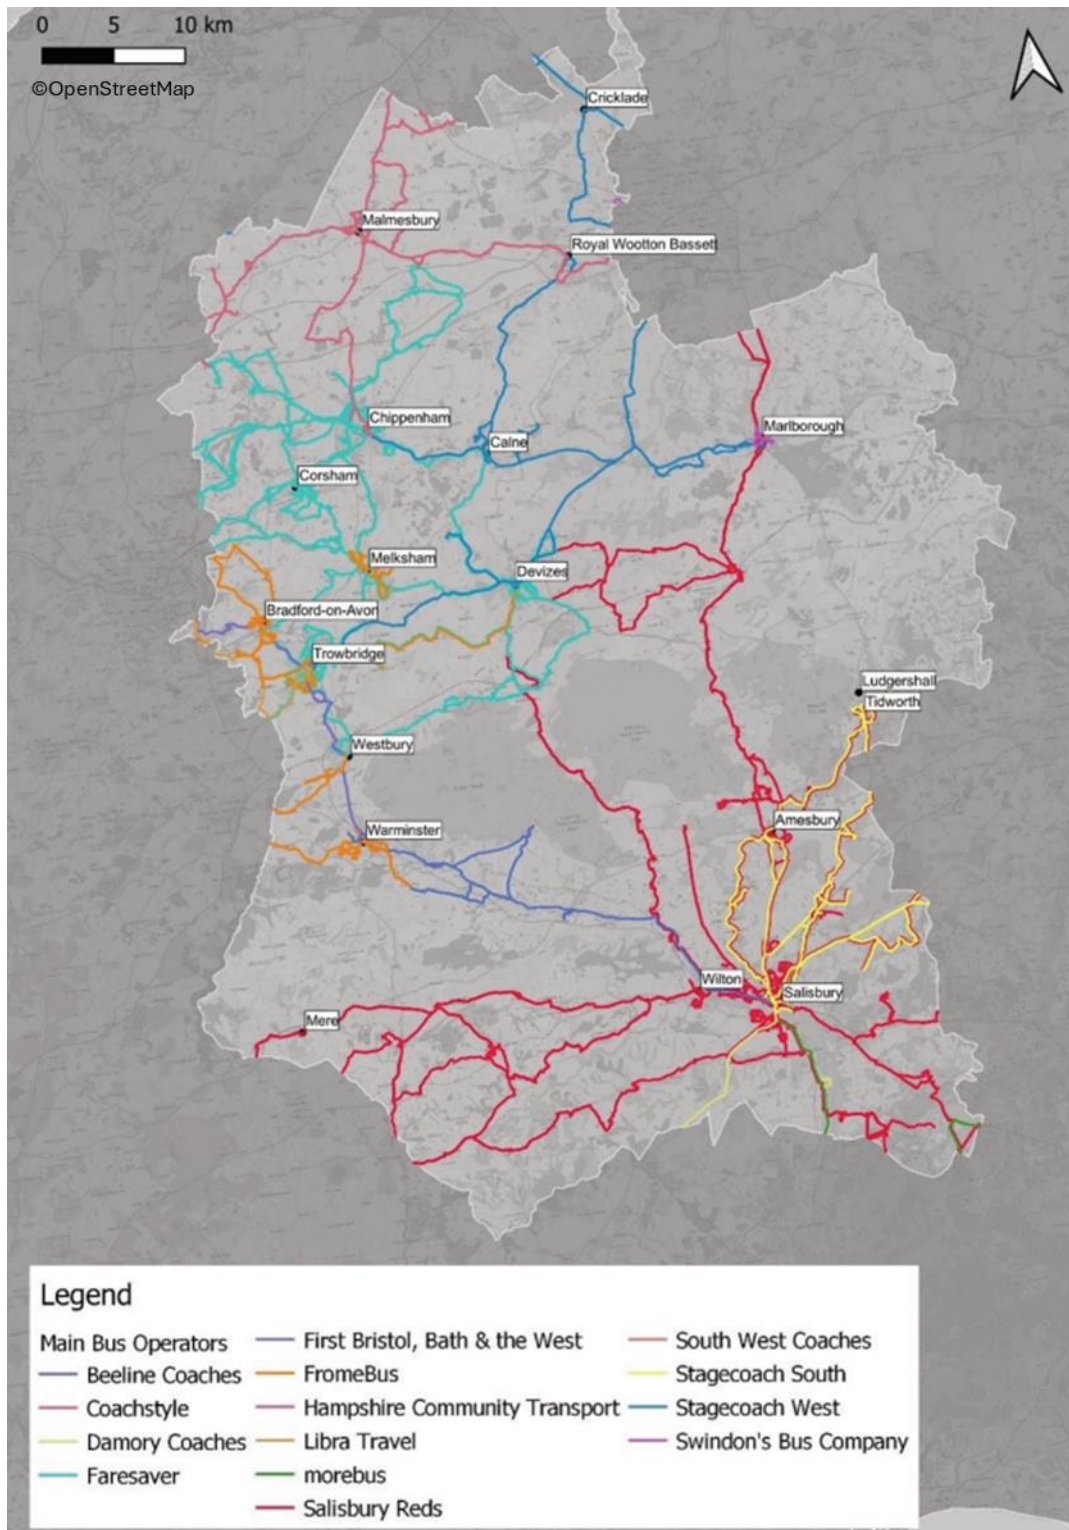 0 5 10 km
©OpenStreetMap
Cricklade
Malmesbury
Royal Wootton Bassett
Chippenham
Marlborough
Calne
Corsham
Melksham
Devizes
Bradford-on-Avon
Trowbridge
Ludgershall
Tidworth
Westbury
Amesbury
Warminster
Wilton
Salisbury
Mere
Legend
Main Bus Operators
Beeline Coaches
Coachstyle
Damory Coaches
Faresaver
First Bristol, Bath & the West
FromeBus
Hampshire Community Transport
Libra Travel
morebus
Salisbury Reds
South West Coaches
Stagecoach South
Stagecoach West
Swindon's Bus Company